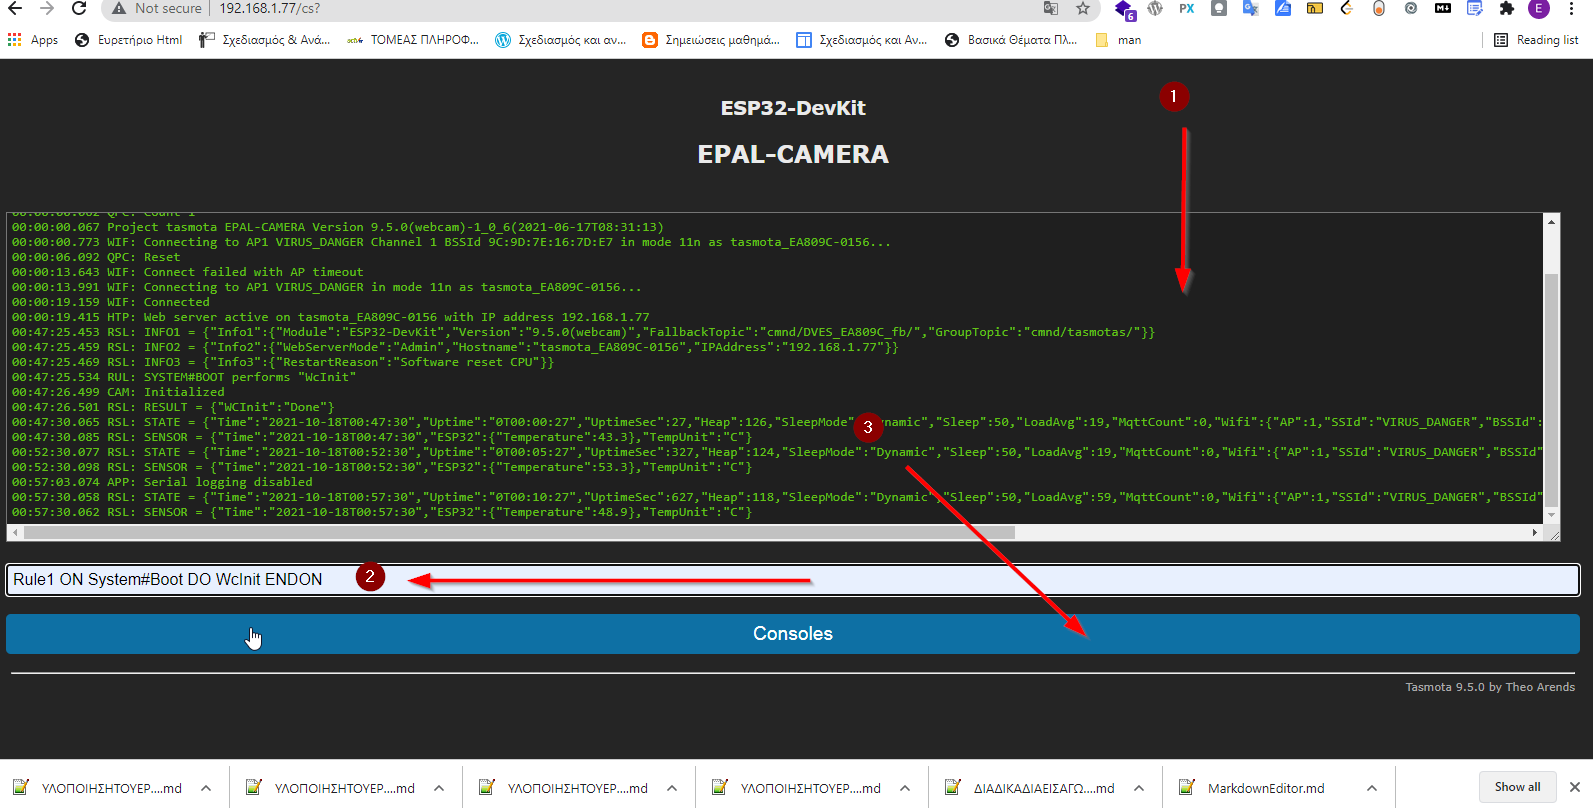 Not secure 192.168.1.77/cs?
6 PX E
Apps Ευρετήριο Html Σχεδιασμός & Ανά... ΤΟΜΕΑΣ ΠΛΗΡΟΦ... Σχεδιασμός και αν... Σημειώσεις μαθημά... Σχεδιασμός και Αν... Βασικά Θέματα Πλ... man Reading list
1
ESP32-DevKit
EPAL-CAMERA
00:00:00.067 Project tasmota EPAL-CAMERA Version 9.5.0(webcam)-1_0_6(2021-06-17T08:31:13)
00:00:00.773 WIF: Connecting to AP1 VIRUS_DANGER Channel 1 BSSId 9C:9D:7E:16:7D:E7 in mode 11n as tasmota_EA809C-0156...
00:00:06.092 QPC: Reset
00:00:13.643 WIF: Connect failed with AP timeout
00:00:13.991 WIF: Connecting to AP1 VIRUS_DANGER in mode 11n as tasmota_EA809C-0156...
00:00:19.159 WIF: Connected
00:00:19.415 HTP: Web server active on tasmota_EA809C-0156 with IP address 192.168.1.77
00:47:25.453 RSL: INFO1 = {"Info1":{"Module":"ESP32-DevKit","Version":"9.5.0(webcam)","FallbackTopic":"cmnd/DVES_EA809C_fb/","GroupTopic":"cmnd/tasmotas/"}}
00:47:25.459 RSL: INFO2 = {"Info2":{"WebServerMode":"Admin","Hostname":"tasmota_EA809C-0156","IPAddress":"192.168.1.77"}}
00:47:25.469 RSL: INFO3 = {"Info3":{"RestartReason":"Software reset CPU"}}
00:47:25.534 RUL: SYSTEM#BOOT performs "WcInit"
00:47:26.499 CAM: Initialized
00:47:26.501 RSL: RESULT = {"WCInit":"Done"}
00:47:30.065 RSL: STATE = {"Time":"2021-10-18T00:47:30","Uptime":"0T00:00:27","UptimeSec":27,"Heap":126,"SleepMode" namic","Sleep":50,"LoadAvg":19,"MqttCount":0,"Wifi":{"AP":1,"SSId":"VIRUS_DANGER","BSSId":
00:47:30.085 RSL: SENSOR = {"Time":"2021-10-18T00:47:30","ESP32":{"Temperature":43.3},"TempUnit":"C"}
3
00:52:30.077 RSL: STATE = {"Time":"2021-10-18T00:52:30","Uptime":"0T00:05:27","UptimeSec":327,"Heap":124,"SleepMode":"Dynamic","Sleep":50,"LoadAvg":19,"MqttCount":0,"Wifi":{"AP":1,"SSId":"VIRUS_DANGER","BSSId"
00:52:30.098 RSL: SENSOR = {"Time":"2021-10-18T00:52:30","ESP32":{"Temperature":53.3},"TempUnit":"C"}
00:57:03.074 APP: Serial logging disabled
00:57:30.058 RSL: STATE = {"Time":"2021-10-18T00:57:30","Uptime":"0T00:10:27","UptimeSec":627,"Heap":118,"SleepMode":"Dynamic","Sleep":50,"LoadAvg":59,"MqttCount":0,"Wifi":{"AP":1,"SSId":"VIRUS_DANGER","BSSId"
00:57:30.062 RSL: SENSOR = {"Time":"2021-10-18T00:57:30","ESP32":{"Temperature":48.9},"TempUnit":"C"}
Rule1 ON System#Boot DO WcInit ENDON 2
Consoles
Tasmota 9.5.0 by Theo Arends
ΥΛΟΠΟΙΗΣΗΤΟΥΕΡ....md ΥΛΟΠΟΙΗΣΗΤΟΥΕΡ....md ΥΛΟΠΟΙΗΣΗΤΟΥΕΡ....md ΥΛΟΠΟΙΗΣΗΤΟΥΕΡ....md ΔΙΑΔΙΚΑΔΙΑΕΙΣΑΓΩ....md MarkdownEditor.md Show all